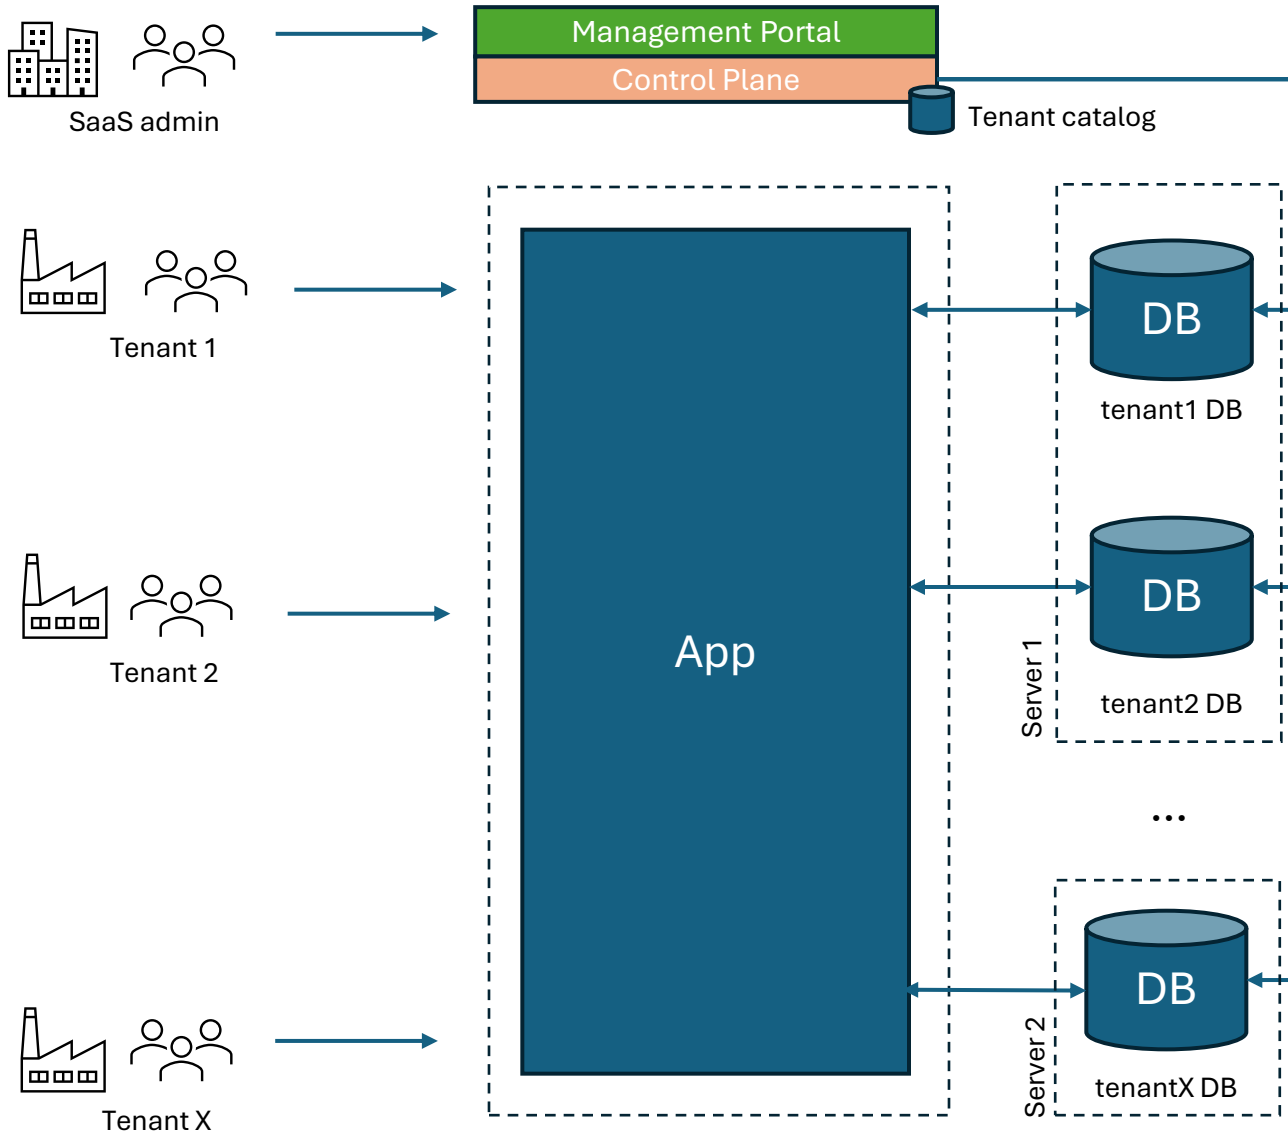 Management Portal
Control Plane
SaaS admin
Tenant catalog
Tenant 1
DB
tenant1 DB
Tenant 2
App
DB
tenant2 DB
Server 1
...
Tenant X
DB
tenantX DB
Server 2